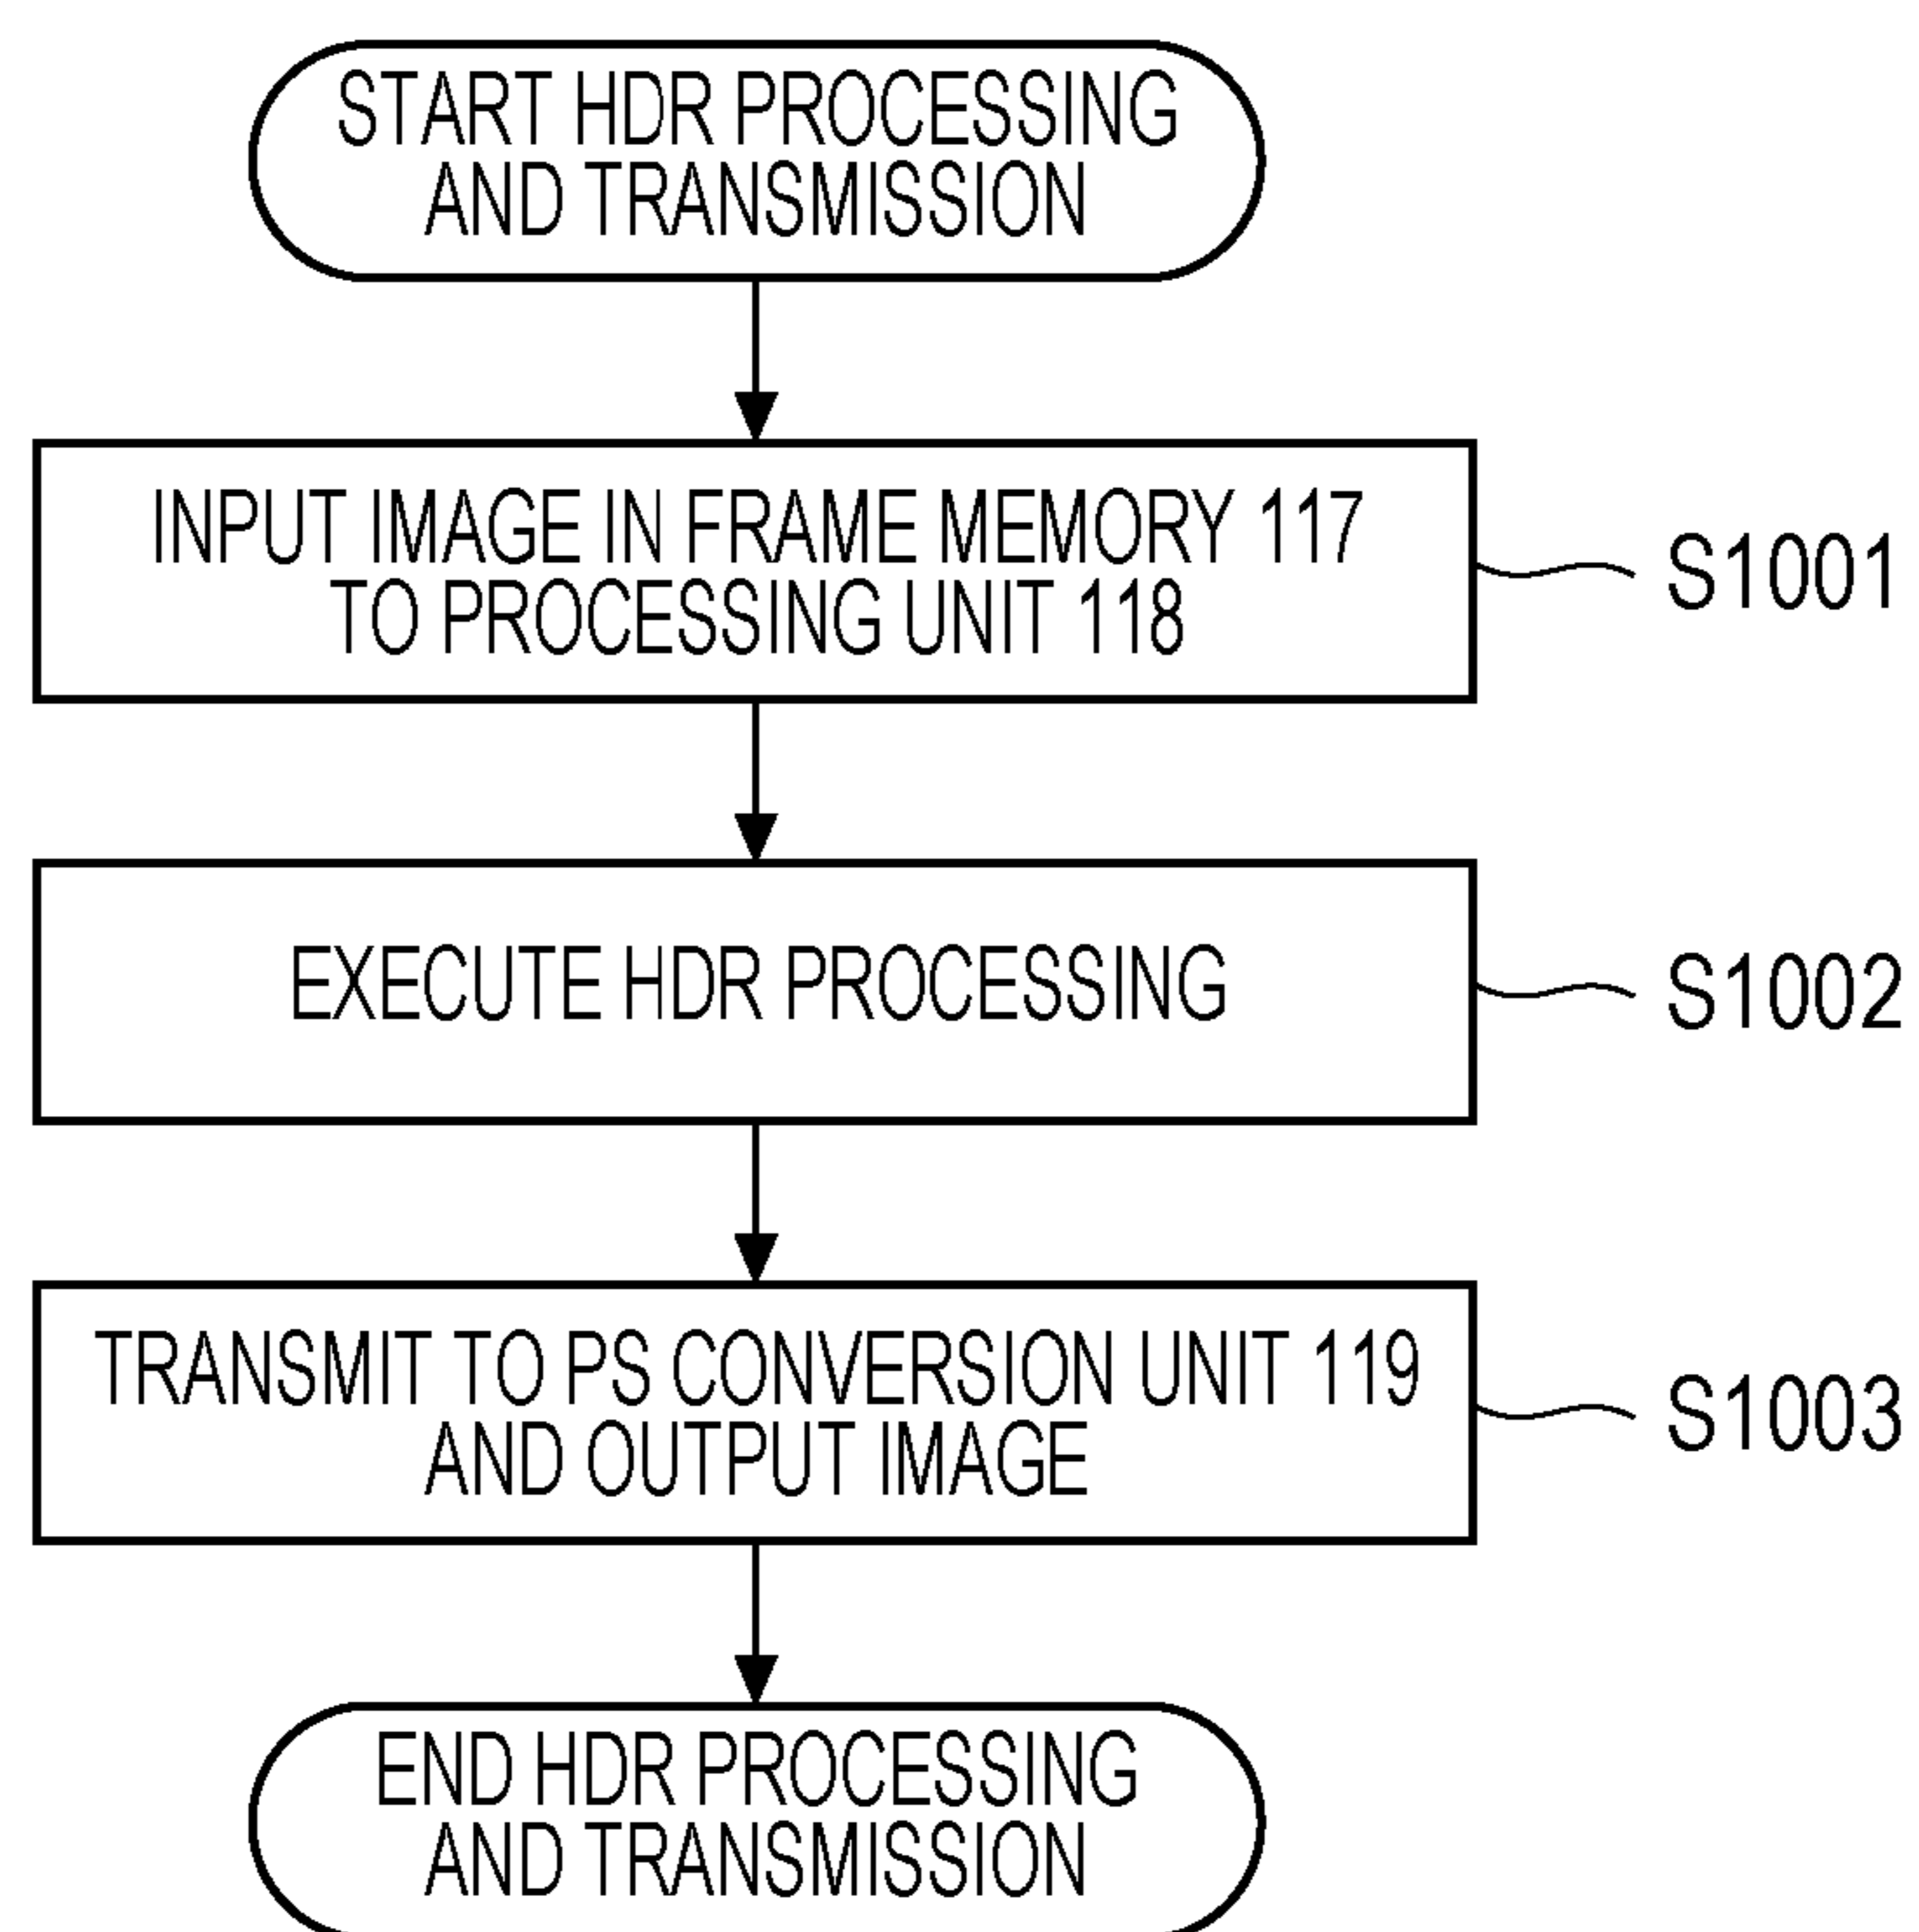 START HDR PROCESSING
AND TRANSMISSION
INPUT IMAGE IN FRAME MEMORY 117
TO PROCESSING UNIT 118
S1001
EXECUTE HDR PROCESSING
S1002
TRANSMIT TO PS CONVERSION UNIT 119
AND OUTPUT IMAGE
S1003
END HDR PROCESSING
AND TRANSMISSION